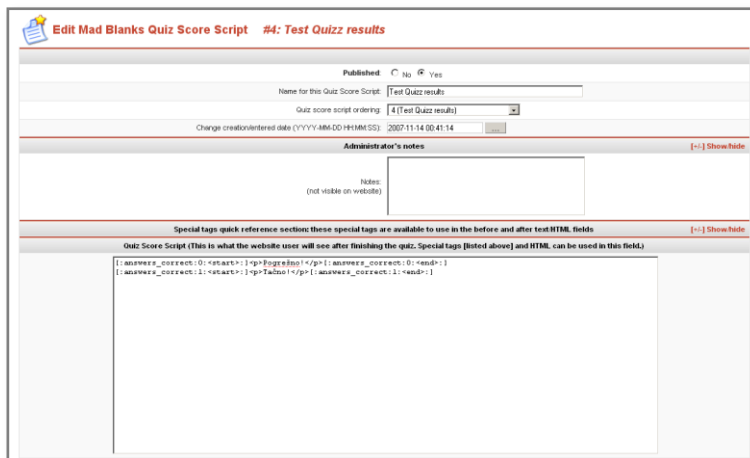 Edit Mad Blanks Quiz Score Script #4: Test Quizz results
Published: No Yes
Name for this Quiz Score Script: Test Quizz results
Quiz score script ordering: 4 (Test Quizz results)
Change creation/entered date (YYYY-MM-DD HH:MM:SS): 2007-11-14 00:41:14 ...
Administrator's notes [+/-] Show/hide
Notes:
(not visible on website)
Special tags quick reference section: these special tags are available to use in the before and after text/HTML fields [+/-] Show/hide
Quiz Score Script (This is what the website user will see after finishing the quiz. Special tags [listed above] and HTML can be used in this field.)
[:answers_correct:0:<start>:]<p>Pogrešno!</p>[:answers_correct:0:<end>:]
[:answers_correct:1:<start>:]<p>Tačno!</p>[:answers_correct:1:<end>:]